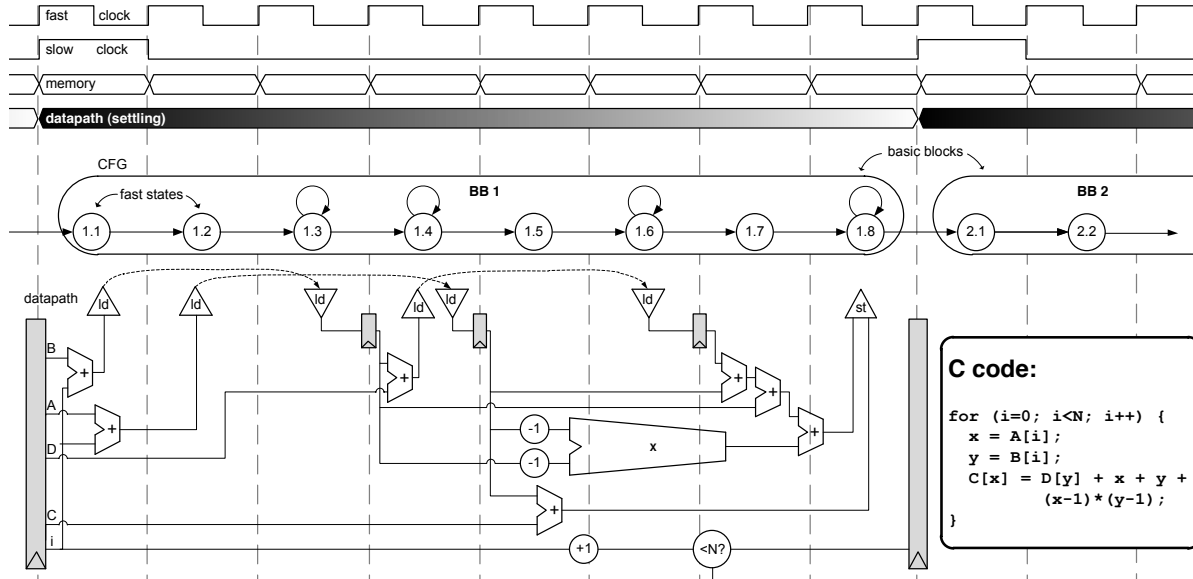 fast clock
slow clock
memory
datapath (settling)
CFG
basic blocks
fast states
BB 1
BB 2
1.1
1.2
1.3
1.4
1.5
1.6
1.7
1.8
2.1
2.2
datapath
ld
ld
ld
ld
ld
ld
st
B
+
+
+
+
A
+
-1
+
D
x
-1
C
+
i
+1
<N?
C code:
for (i=0; i<N; i++) {
x = A[i];
y = B[i];
C[x] = D[y] + x + y +
(x-1)*(y-1);
}